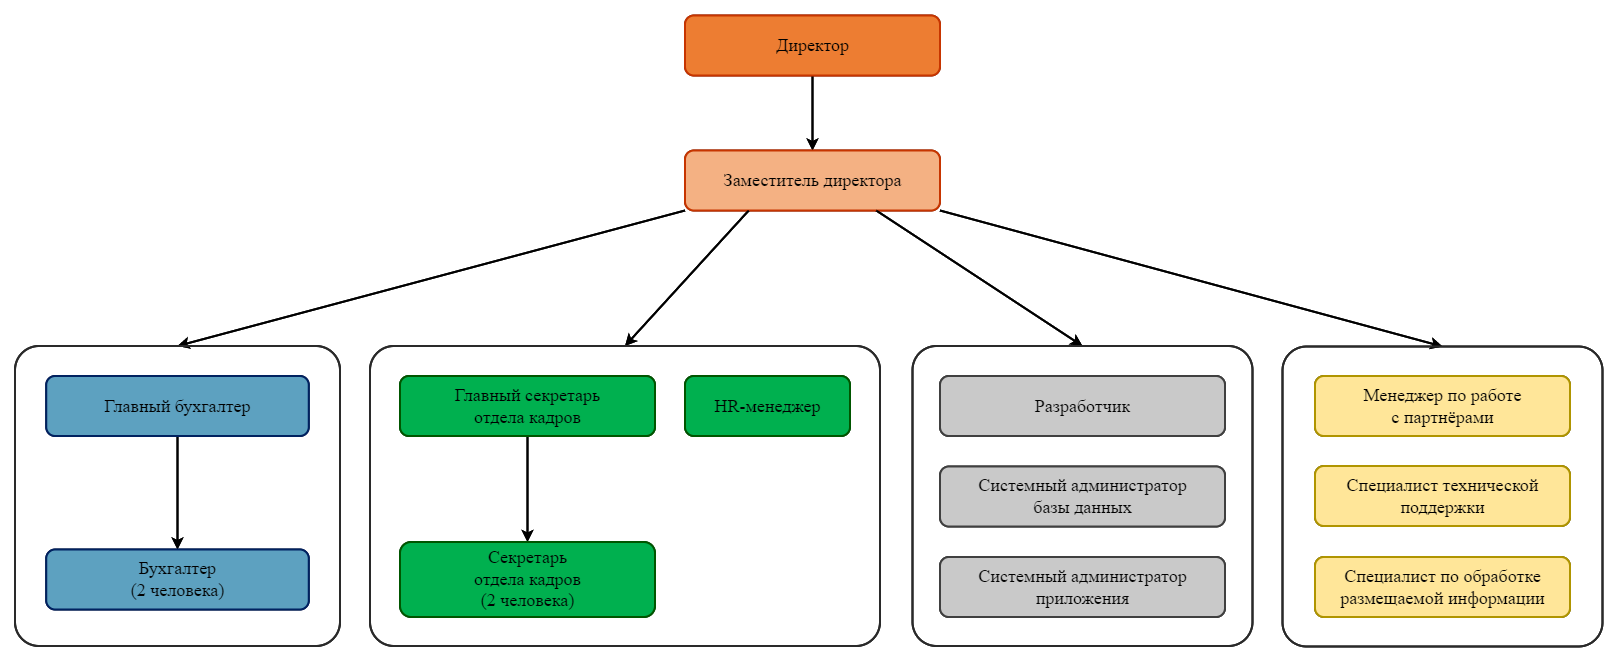 Директор
Заместитель директора
Главный бухгалтер
Бухгалтер
(2 человека)
Главный секретарь
отдела кадров
HR-менеджер
Секретарь
отдела кадров
(2 человека)
Разработчик
Системный администратор
базы данных
Системный администратор
приложения
Менеджер по работе
с партнёрами
Специалист технической
поддержки
Специалист по обработке
размещаемой информации